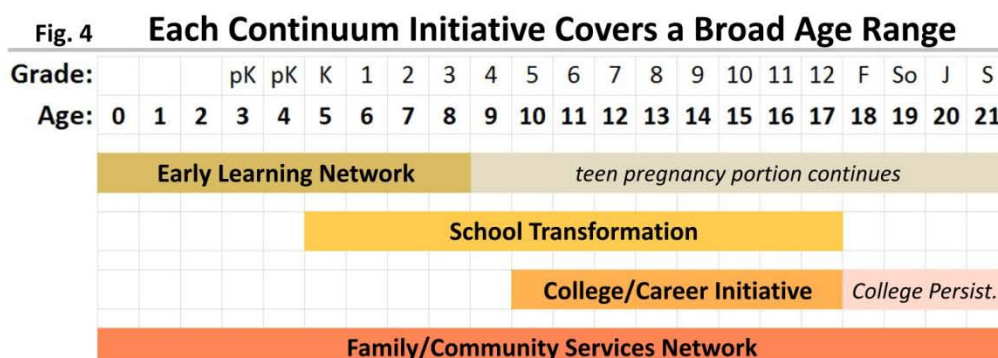 Fig. 4 Each Continuum Initiative Covers a Broad Age Range
Grade: pK pK K 1 2 3 4 5 6 7 8 9 10 11 12 F So J S
Age: 0 1 2 3 4 5 6 7 8 9 10 11 12 13 14 15 16 17 18 19 20 21
Early Learning Network teen pregnancy portion continues
School Transformation
College/Career Initiative College Persist.
Family/Community Services Network